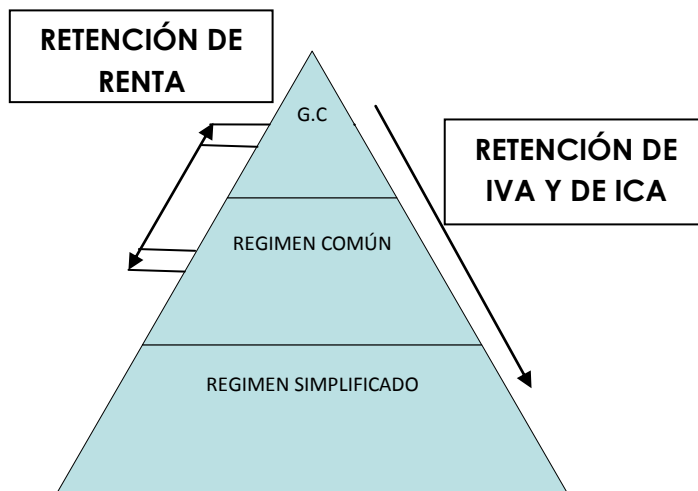 RETENCIÓN DE
RENTA
G.C
RETENCIÓN DE
IVA Y DE ICA
REGIMEN COMÚN
REGIMEN SIMPLIFICADO